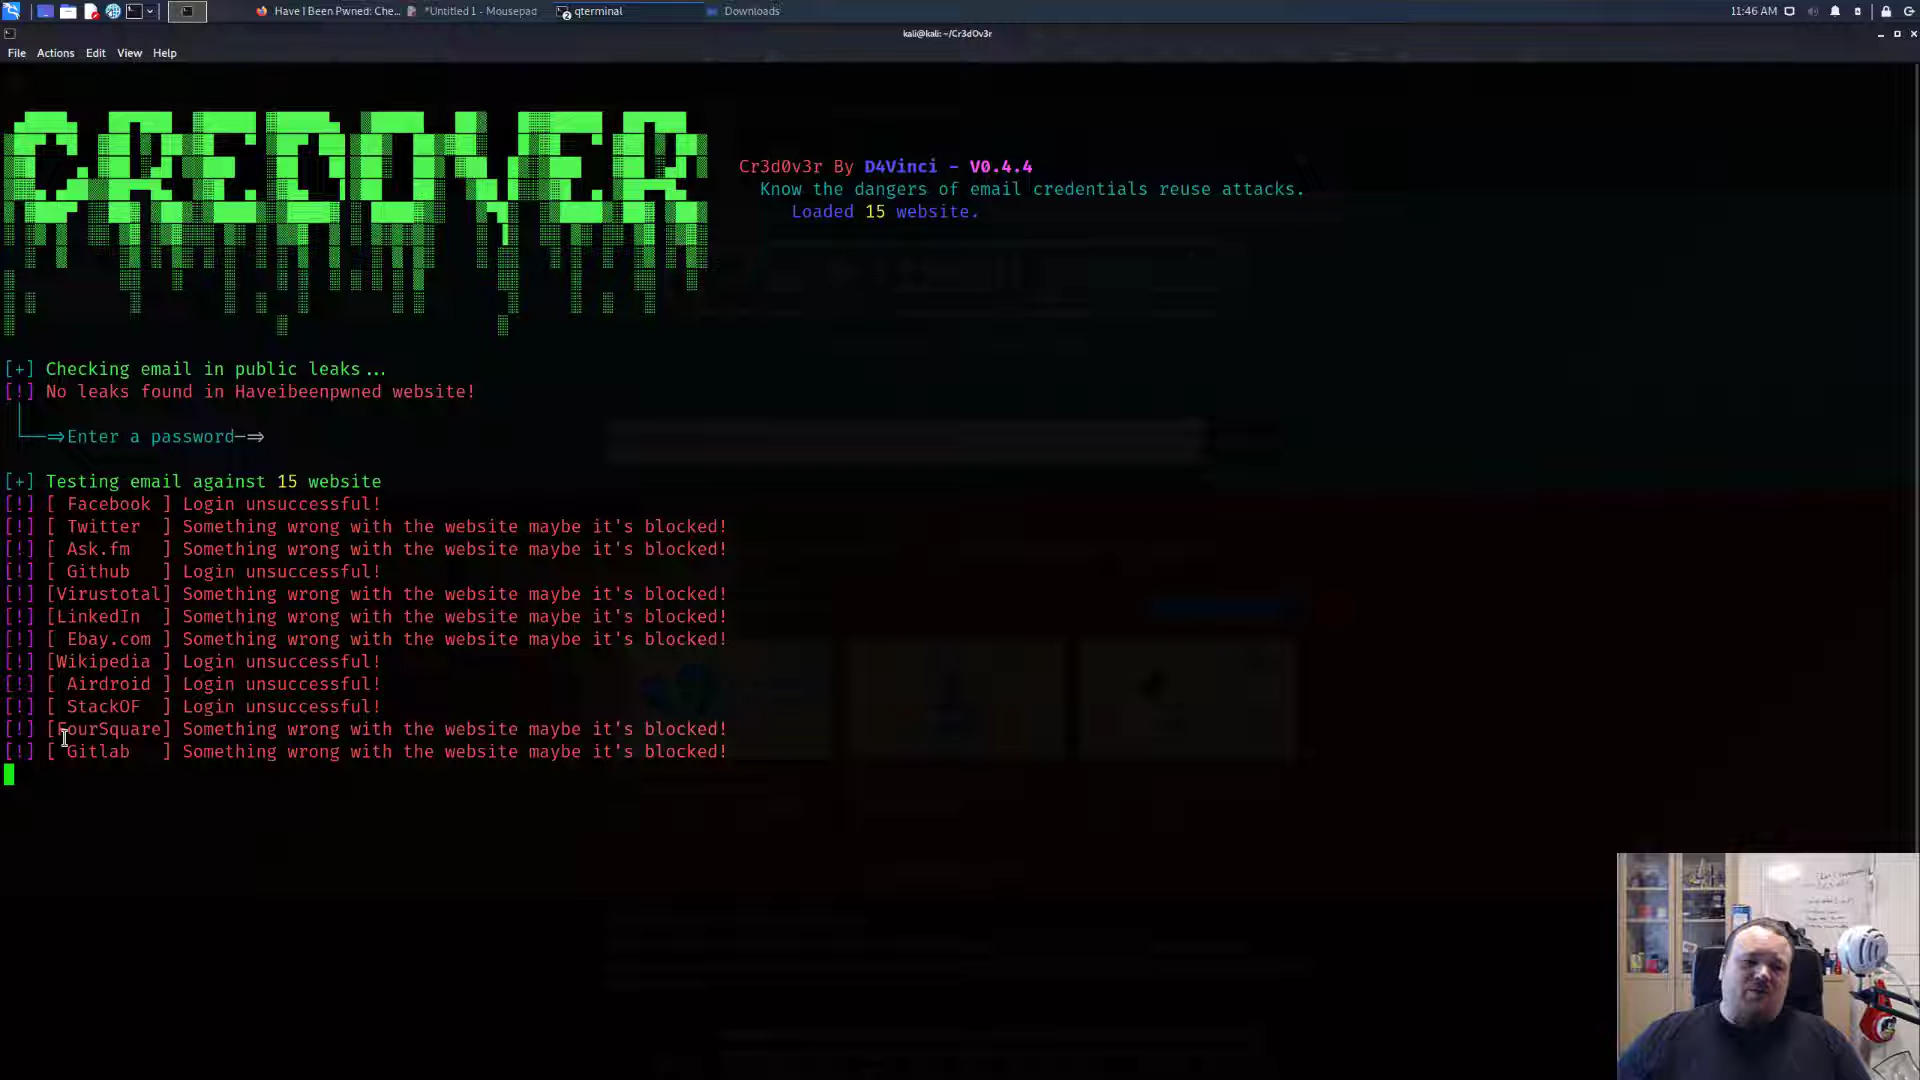 Have I Been Pwned: Che...
*Untitled 1 - Mousepad
2 qterminal
Downloads
11:46 AM
kali@kali: ~/Cr3dOv3r
File Actions Edit View Help
CREDOVER
Cr3d0v3r By D4Vinci - V0.4.4
Know the dangers of email credentials reuse attacks.
Loaded 15 website.
[+] Checking email in public leaks...
[!] No leaks found in Haveibeenpwned website!
└──=>Enter a password─=>
[+] Testing email against 15 website
[!] [ Facebook ] Login unsuccessful!
[!] [ Twitter ] Something wrong with the website maybe it's blocked!
[!] [ Ask.fm ] Something wrong with the website maybe it's blocked!
[!] [ Github ] Login unsuccessful!
[!] [Virustotal] Something wrong with the website maybe it's blocked!
[!] [LinkedIn ] Something wrong with the website maybe it's blocked!
[!] [ Ebay.com ] Something wrong with the website maybe it's blocked!
[!] [Wikipedia ] Login unsuccessful!
[!] [ Airdroid ] Login unsuccessful!
[!] [ StackOF ] Login unsuccessful!
[!] [FourSquare] Something wrong with the website maybe it's blocked!
[!] [ Gitlab ] Something wrong with the website maybe it's blocked!